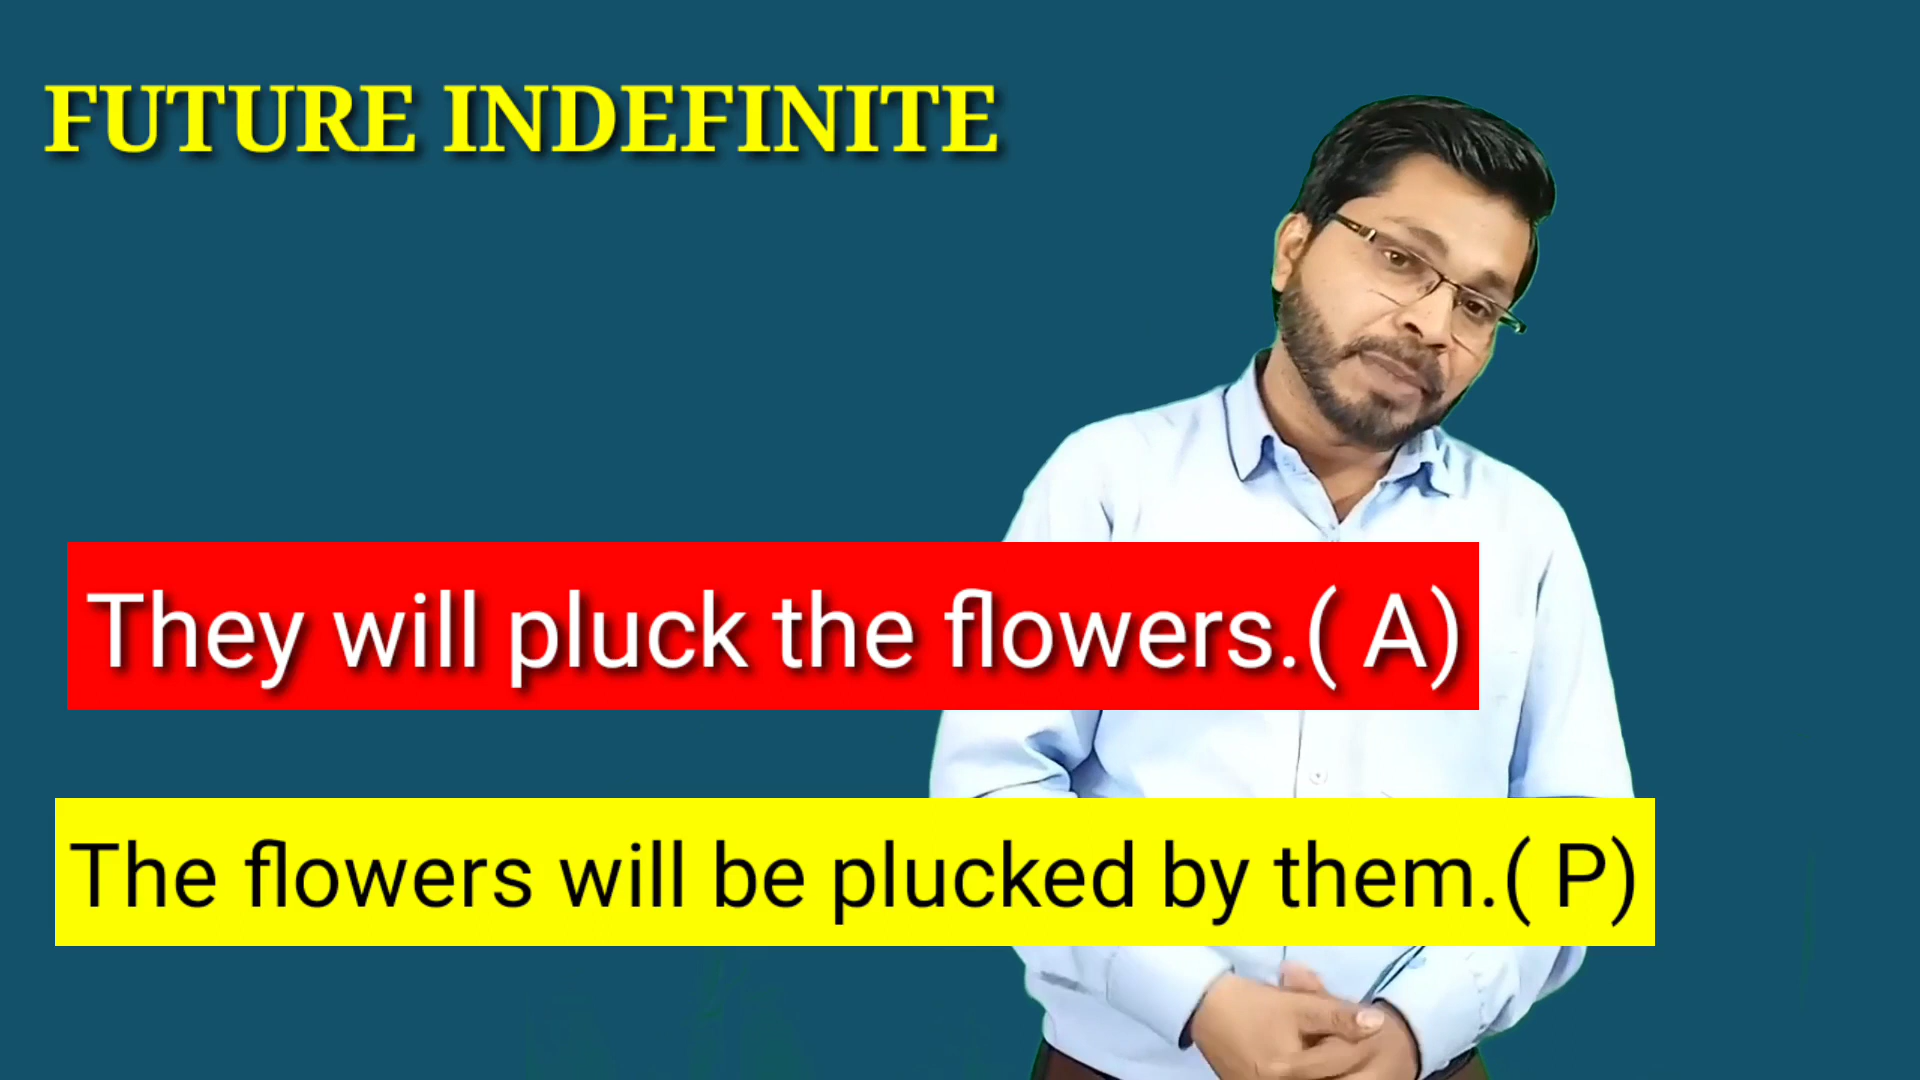 FUTURE INDEFINITE
They will pluck the flowers.( A)
The flowers will be plucked by them.( P)